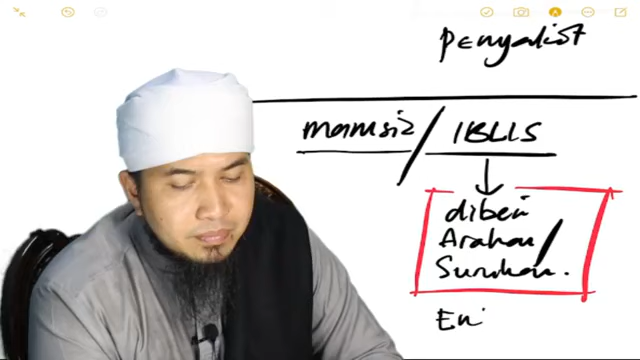 Penyakit
manusia / IBLIS
diberi
Arahan /
Suruhan.
En